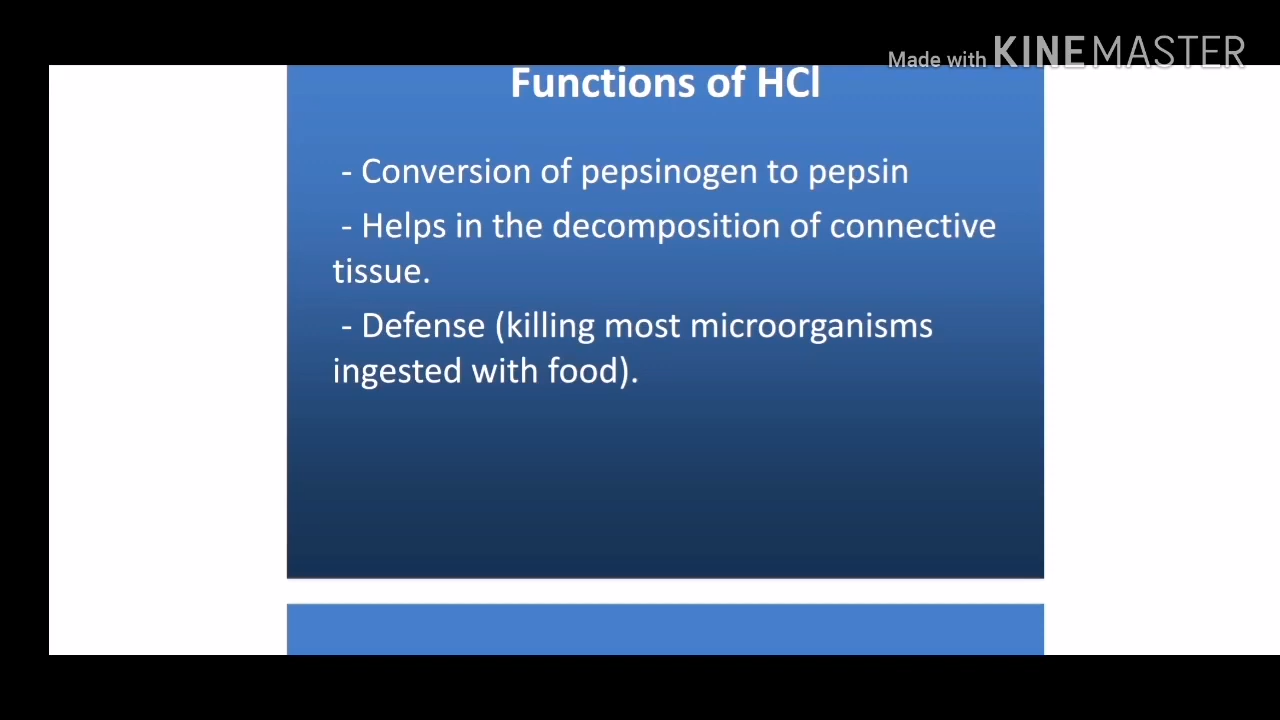 Made with KINEMASTER
Functions of HCl
- Conversion of pepsinogen to pepsin
- Helps in the decomposition of connective
tissue.
- Defense (killing most microorganisms
ingested with food).